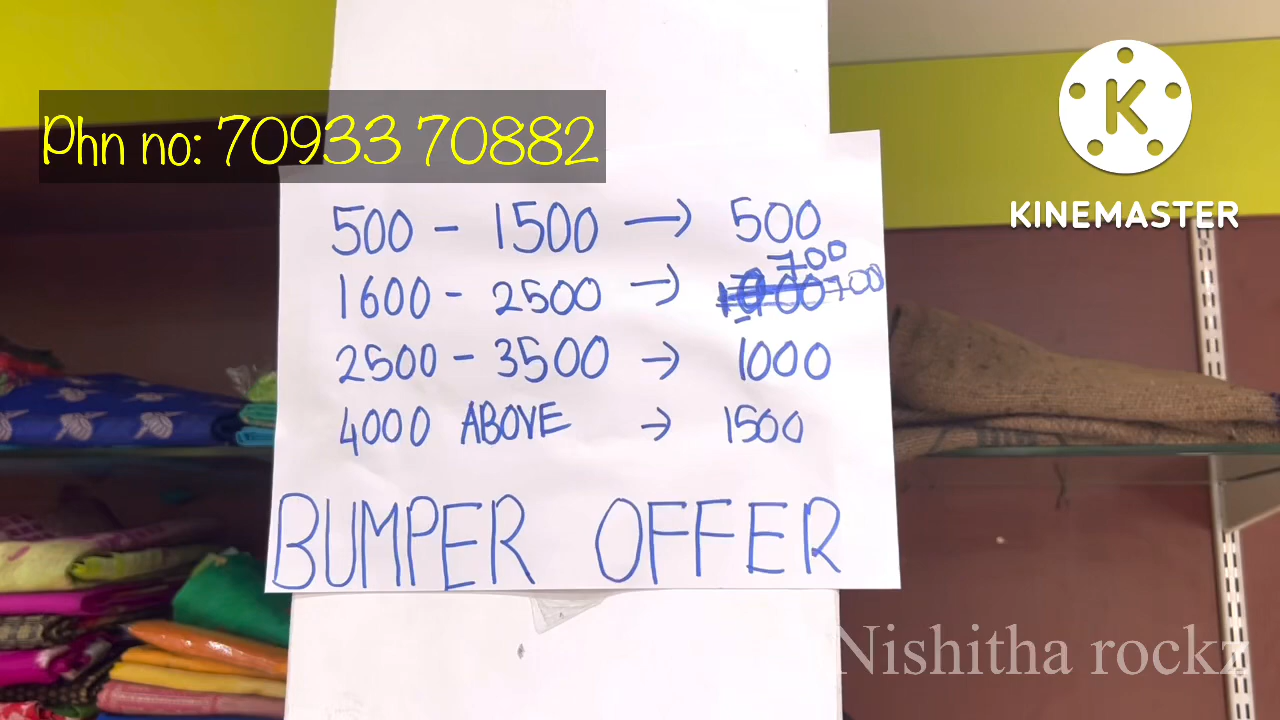 Phn no: 70933 70882
KINEMASTER
500 - 1500 → 500
700
1600 - 2500 → 700
2500 - 3500 → 1000
4000 ABOVE → 1500
BUMPER OFFER
Nishitha rockz